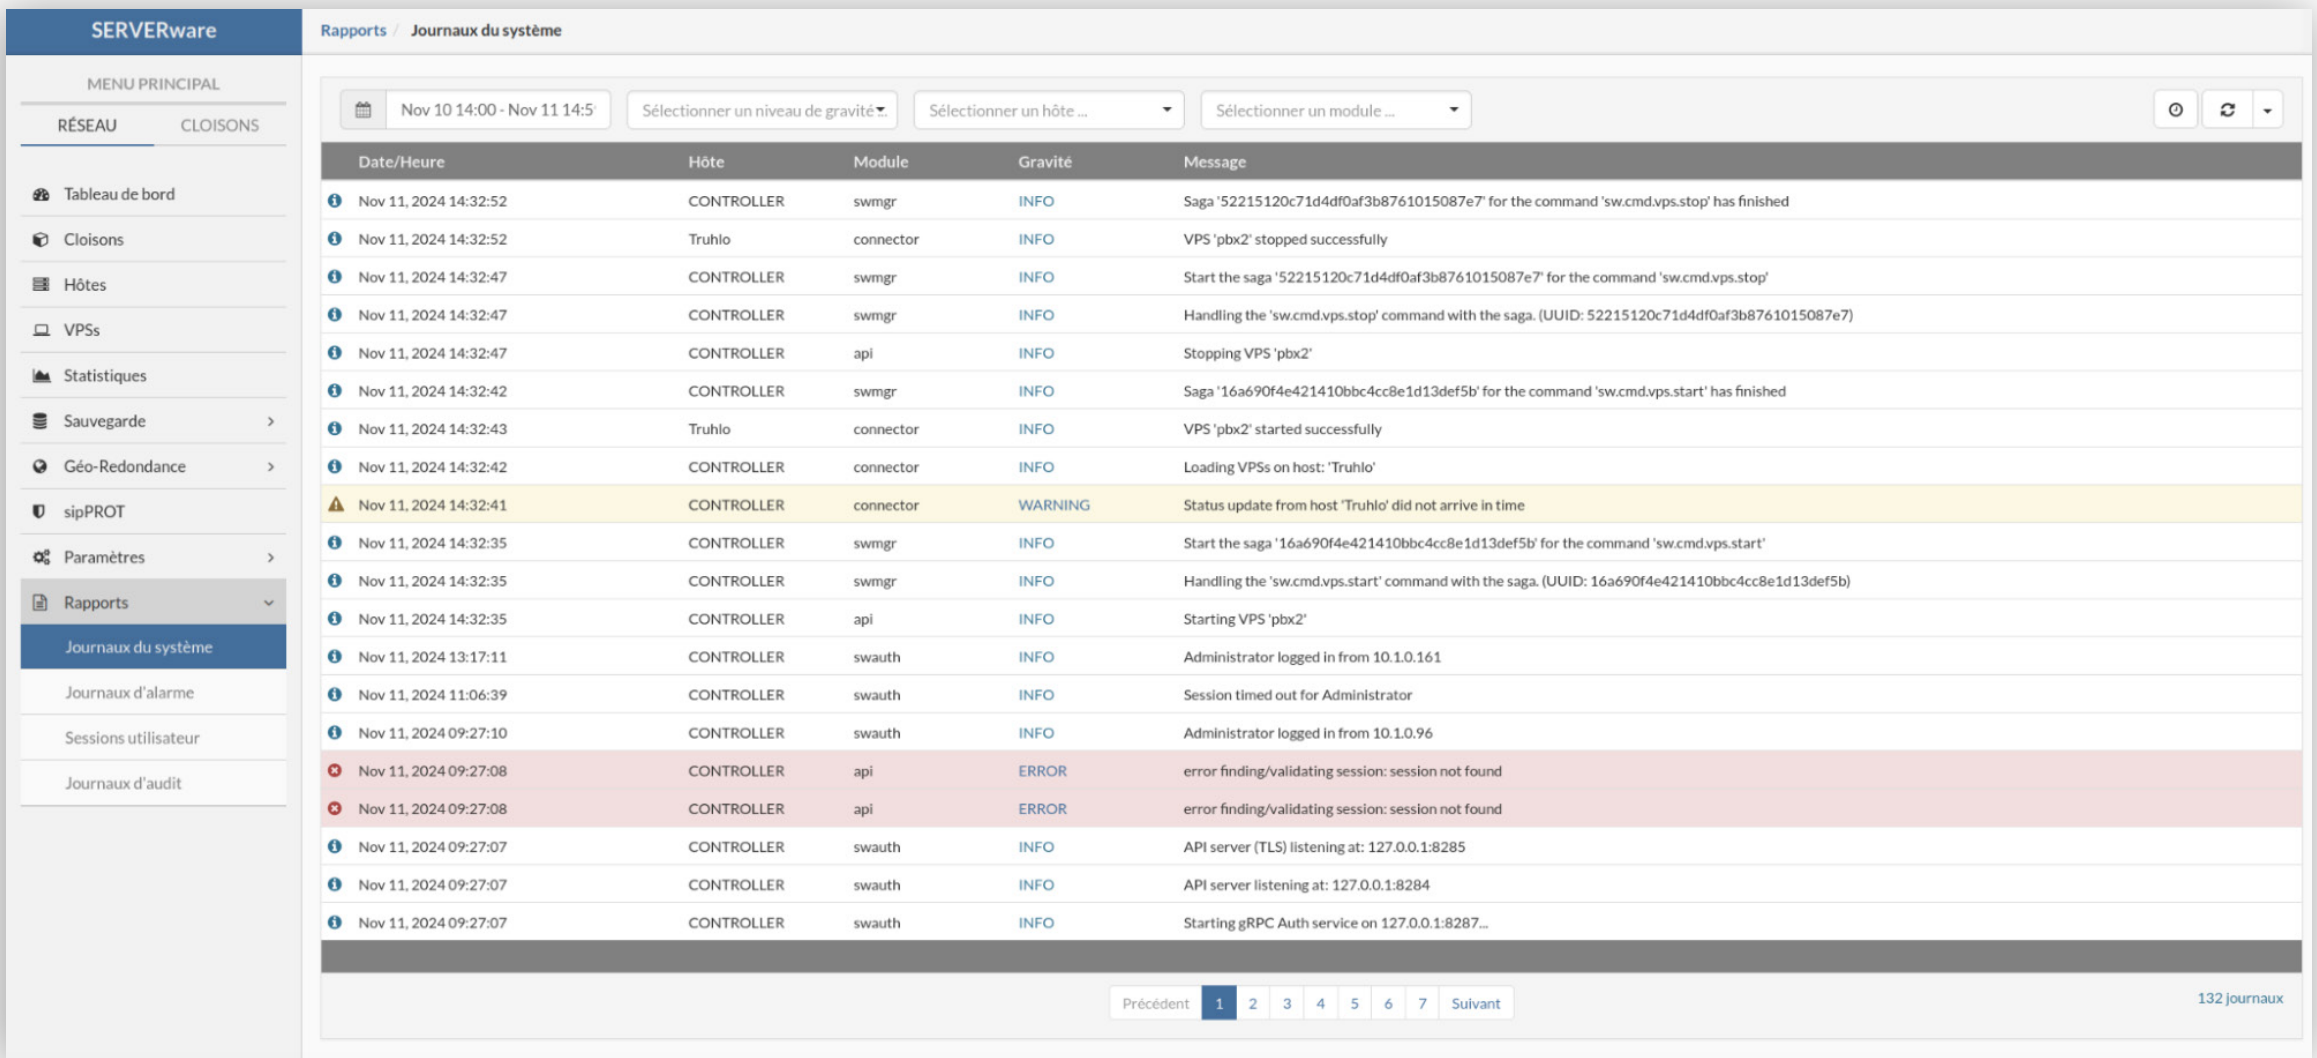 SERVERware
Rapports / Journaux du système
MENU PRINCIPAL
RÉSEAU CLOISONS
Tableau de bord
Cloisons
Hôtes
VPSs
Statistiques
Sauvegarde
Géo-Redondance
sipPROT
Paramètres
Rapports
Journaux du système
Journaux d'alarme
Sessions utilisateur
Journaux d'audit
Nov 10 14:00 - Nov 11 14:5 Sélectionner un niveau de gravité Sélectionner un hôte ... Sélectionner un module ...
Date/Heure Hôte Module Gravité Message
Nov 11, 2024 14:32:52 CONTROLLER swmgr INFO Saga '52215120c71d4df0af3b8761015087e7' for the command 'sw.cmd.vps.stop' has finished
Nov 11, 2024 14:32:52 Truhlo connector INFO VPS 'pbx2' stopped successfully
Nov 11, 2024 14:32:47 CONTROLLER swmgr INFO Start the saga '52215120c71d4df0af3b8761015087e7' for the command 'sw.cmd.vps.stop'
Nov 11, 2024 14:32:47 CONTROLLER swmgr INFO Handling the 'sw.cmd.vps.stop' command with the saga. (UUID: 52215120c71d4df0af3b8761015087e7)
Nov 11, 2024 14:32:47 CONTROLLER api INFO Stopping VPS 'pbx2'
Nov 11, 2024 14:32:42 CONTROLLER swmgr INFO Saga '16a690f4e421410bbc4cc8e1d13def5b' for the command 'sw.cmd.vps.start' has finished
Nov 11, 2024 14:32:43 Truhlo connector INFO VPS 'pbx2' started successfully
Nov 11, 2024 14:32:42 CONTROLLER connector INFO Loading VPSs on host: 'Truhlo'
Nov 11, 2024 14:32:41 CONTROLLER connector WARNING Status update from host 'Truhlo' did not arrive in time
Nov 11, 2024 14:32:35 CONTROLLER swmgr INFO Start the saga '16a690f4e421410bbc4cc8e1d13def5b' for the command 'sw.cmd.vps.start'
Nov 11, 2024 14:32:35 CONTROLLER swmgr INFO Handling the 'sw.cmd.vps.start' command with the saga. (UUID: 16a690f4e421410bbc4cc8e1d13def5b)
Nov 11, 2024 14:32:35 CONTROLLER api INFO Starting VPS 'pbx2'
Nov 11, 2024 13:17:11 CONTROLLER swauth INFO Administrator logged in from 10.1.0.161
Nov 11, 2024 11:06:39 CONTROLLER swauth INFO Session timed out for Administrator
Nov 11, 2024 09:27:10 CONTROLLER swauth INFO Administrator logged in from 10.1.0.96
Nov 11, 2024 09:27:08 CONTROLLER api ERROR error finding/validating session: session not found
Nov 11, 2024 09:27:08 CONTROLLER api ERROR error finding/validating session: session not found
Nov 11, 2024 09:27:07 CONTROLLER swauth INFO API server (TLS) listening at: 127.0.0.1:8285
Nov 11, 2024 09:27:07 CONTROLLER swauth INFO API server listening at: 127.0.0.1:8284
Nov 11, 2024 09:27:07 CONTROLLER swauth INFO Starting gRPC Auth service on 127.0.0.1:8287...
Précédent 1 2 3 4 5 6 7 Suivant
132 journaux